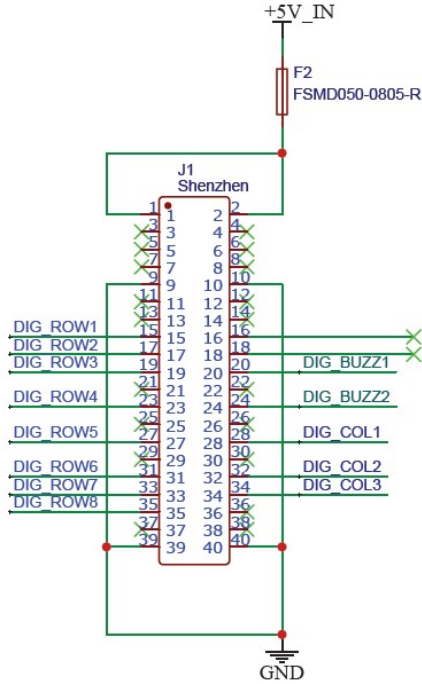 +5V_IN
F2
FSMD050-0805-R
J1
Shenzhen
1 1 2 2
3 3 4 4
5 5 6 6
7 7 8 8
9 9 10 10
11 11 12 12
13 13 14 14
DIG_ROW1 15 15 16 16
DIG_ROW2 17 17 18 18
DIG_ROW3 19 19 20 20 DIG_BUZZ1
21 21 22 22
DIG_ROW4 23 23 24 24 DIG_BUZZ2
25 25 26 26
DIG_ROW5 27 27 28 28 DIG_COL1
29 29 30 30
DIG_ROW6 31 31 32 32 DIG_COL2
DIG_ROW7 33 33 34 34 DIG_COL3
DIG_ROW8 35 35 36 36
37 37 38 38
39 39 40 40
GND